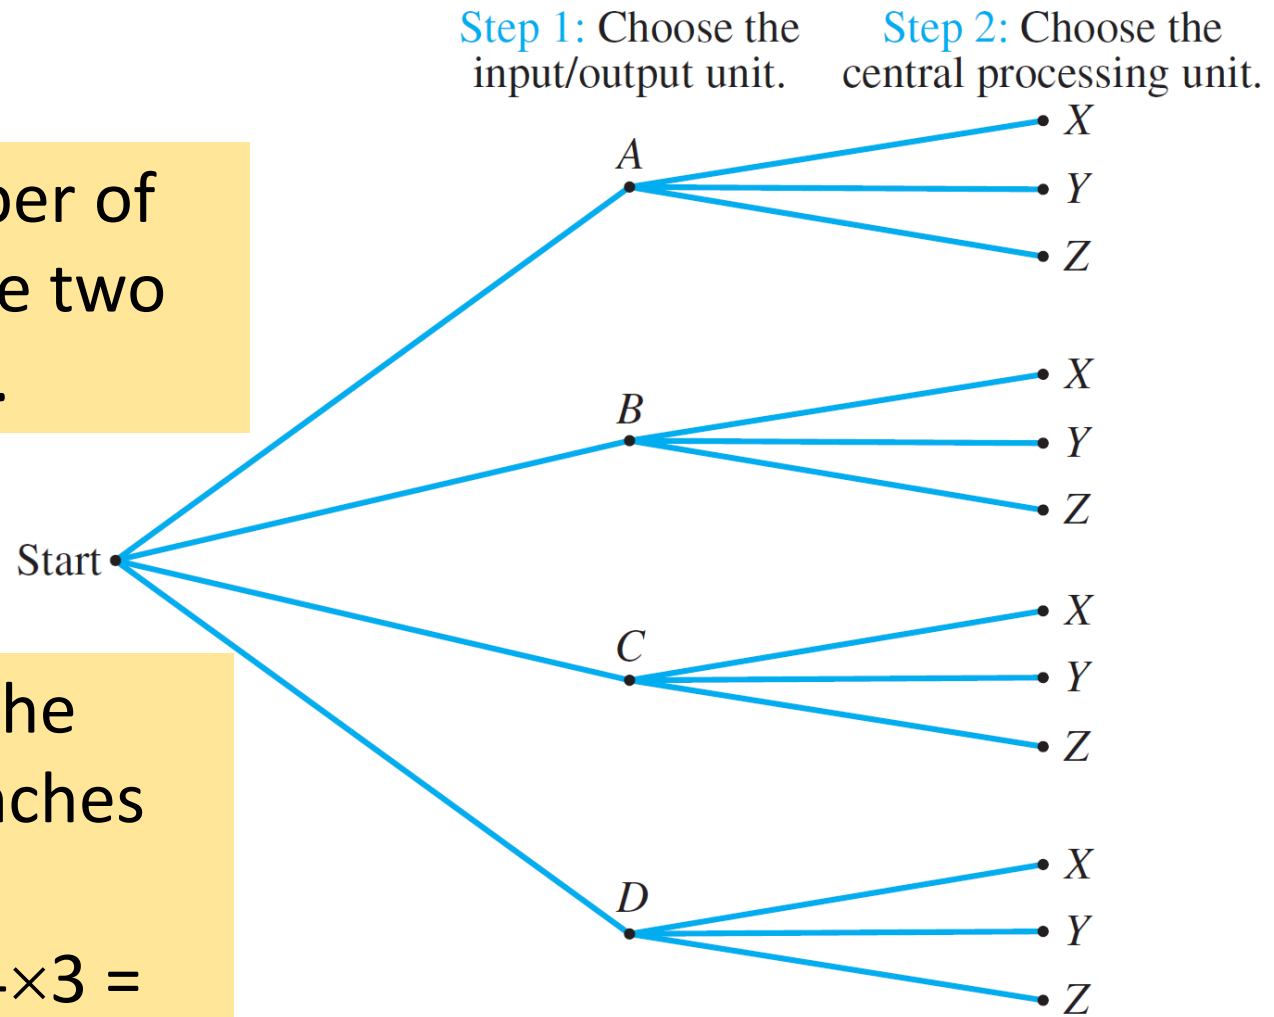 Step 1: Choose the
input/output unit.
Step 2: Choose the
central processing unit.
ber of
e two
.
Start
he
nches
4×3 =
A
X
Y
Z
B
X
Y
Z
C
X
Y
Z
D
X
Y
Z